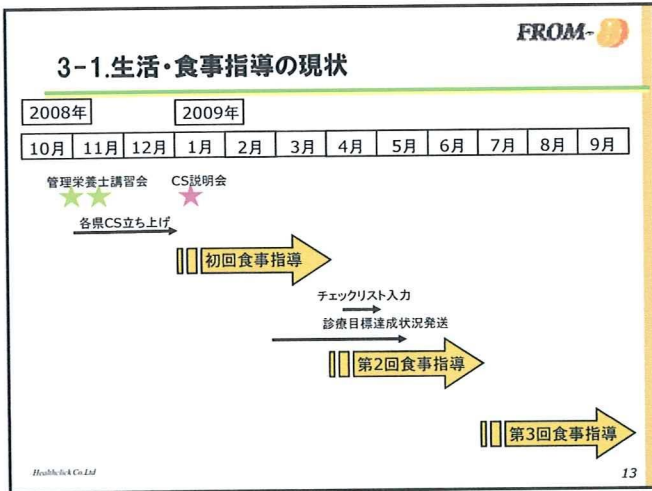 FROM-
3-1.生活・食事指導の現状
2008年 2009年
10月 11月 12月 1月 2月 3月 4月 5月 6月 7月 8月 9月
管理栄養士講習会 CS説明会
各県CS立ち上げ
初回食事指導
チェックリスト入力
診療目標達成状況発送
第2回食事指導
第3回食事指導
Healthclick Co.Ltd 13